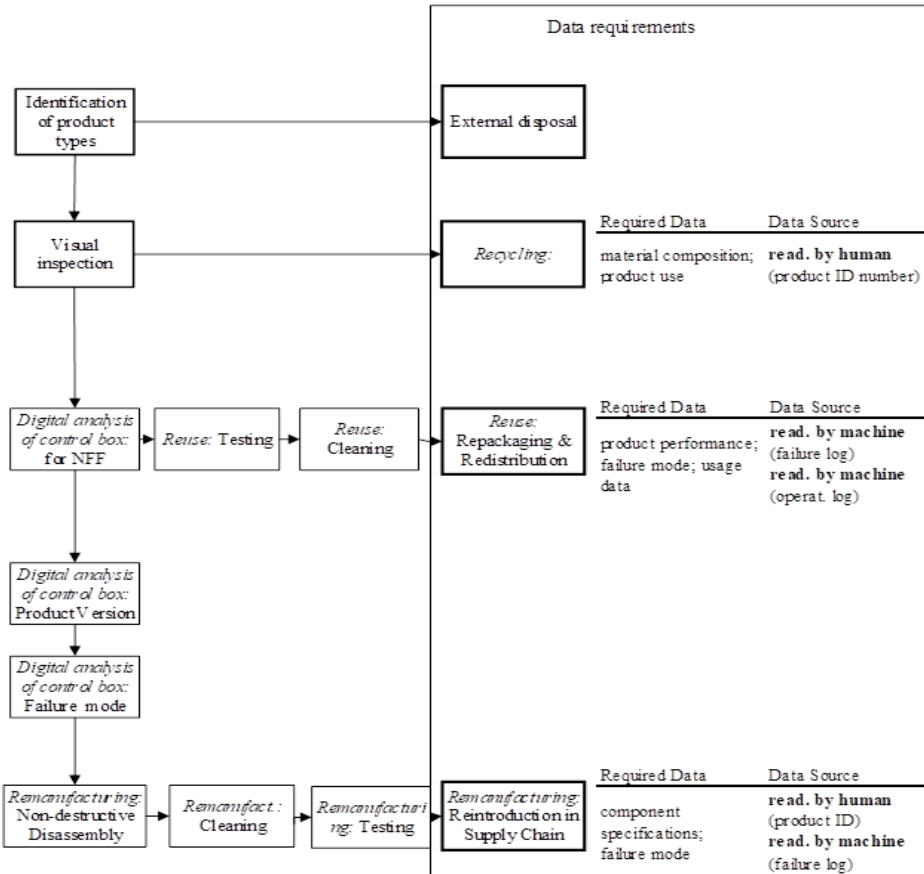 Data requirements
Identification
of product
types
External disposal
Visual
inspection
Recycling:
Required Data
Data Source
material composition;
product use
read. by human
(product ID number)
Digital analysis
of control box:
for NFF
Reuse: Testing
Reuse:
Cleaning
Reuse:
Repackaging &
Redistribution
Required Data
Data Source
product performance;
failure mode; usage
data
read. by machine
(failure log)
read. by machine
(operat. log)
Digital analysis
of control box:
Product Version
Digital analysis
of control box:
Failure mode
Remanufacturing:
Non-destructive
Disassembly
Remanufact.:
Cleaning
Remanufacturi
ng: Testing
Remanufacturing:
Reintroduction in
Supply Chain
Required Data
Data Source
component
specifications;
failure mode
read. by human
(product ID)
read. by machine
(failure log)